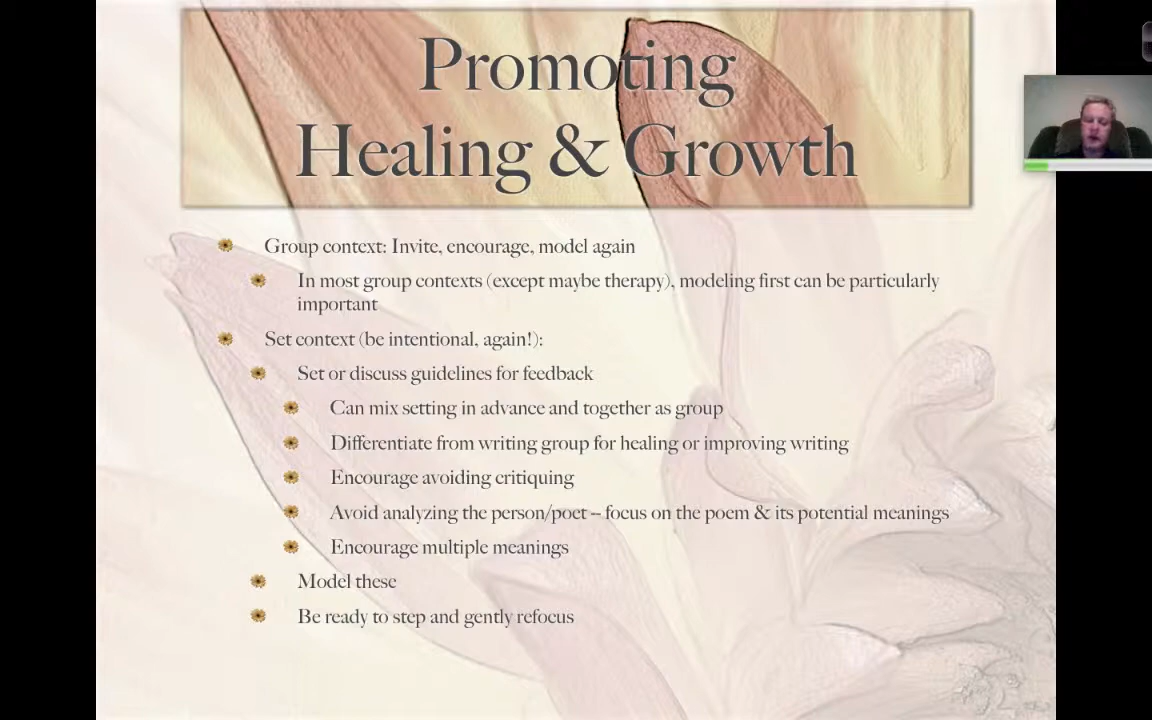 Promoting
Healing & Growth
Group context: Invite, encourage, model again
In most group contexts (except maybe therapy), modeling first can be particularly
important
Set context (be intentional, again!):
Set or discuss guidelines for feedback
Can mix setting in advance and together as group
Differentiate from writing group for healing or improving writing
Encourage avoiding critiquing
Avoid analyzing the person/poet – focus on the poem & its potential meanings
Encourage multiple meanings
Model these
Be ready to step and gently refocus